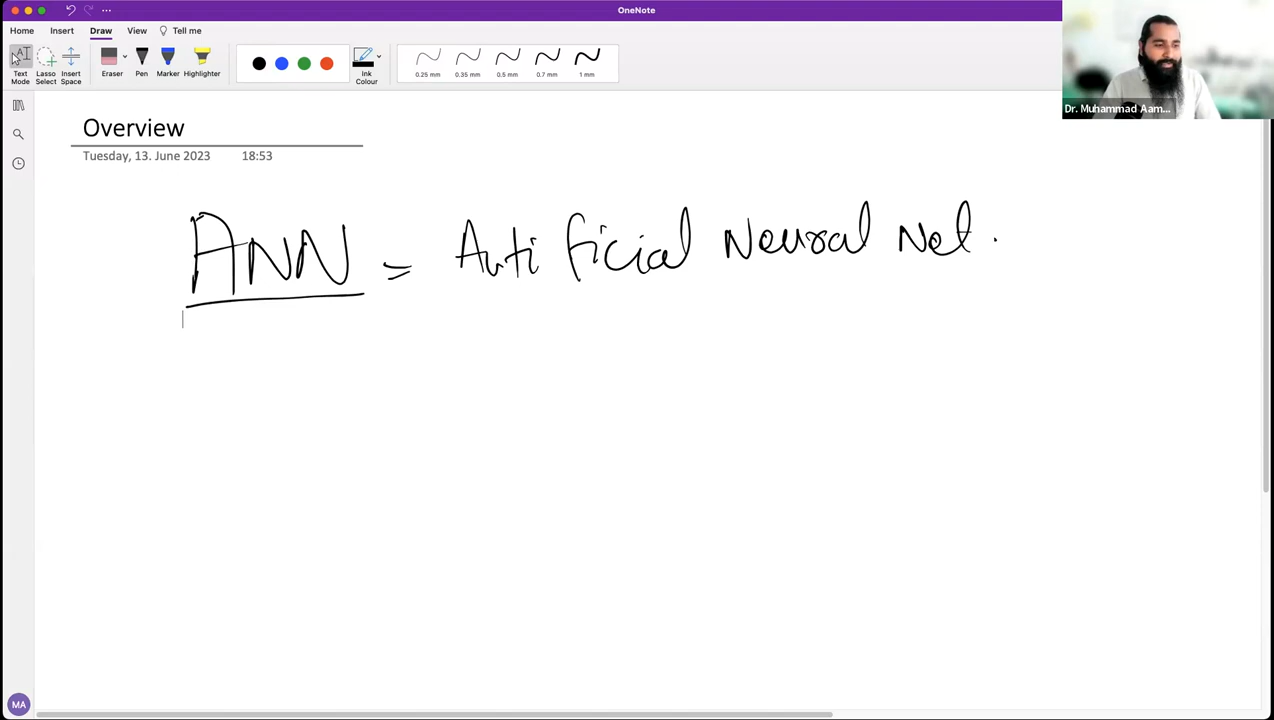 OneNote
Home Insert Draw View Tell me
Text Mode Lasso Select Insert Space Eraser Pen Marker Highlighter Ink Colour 0.25 mm 0.35 mm 0.5 mm 0.7 mm 1 mm
Dr. Muhammad Aam...
Overview
Tuesday, 13. June 2023 18:53
ANN = Artificial Neural Net.
MA